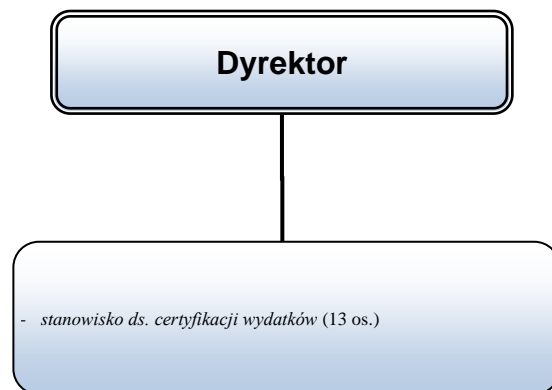 Dyrektor
- stanowisko ds. certyfikacji wydatków (13 os.)